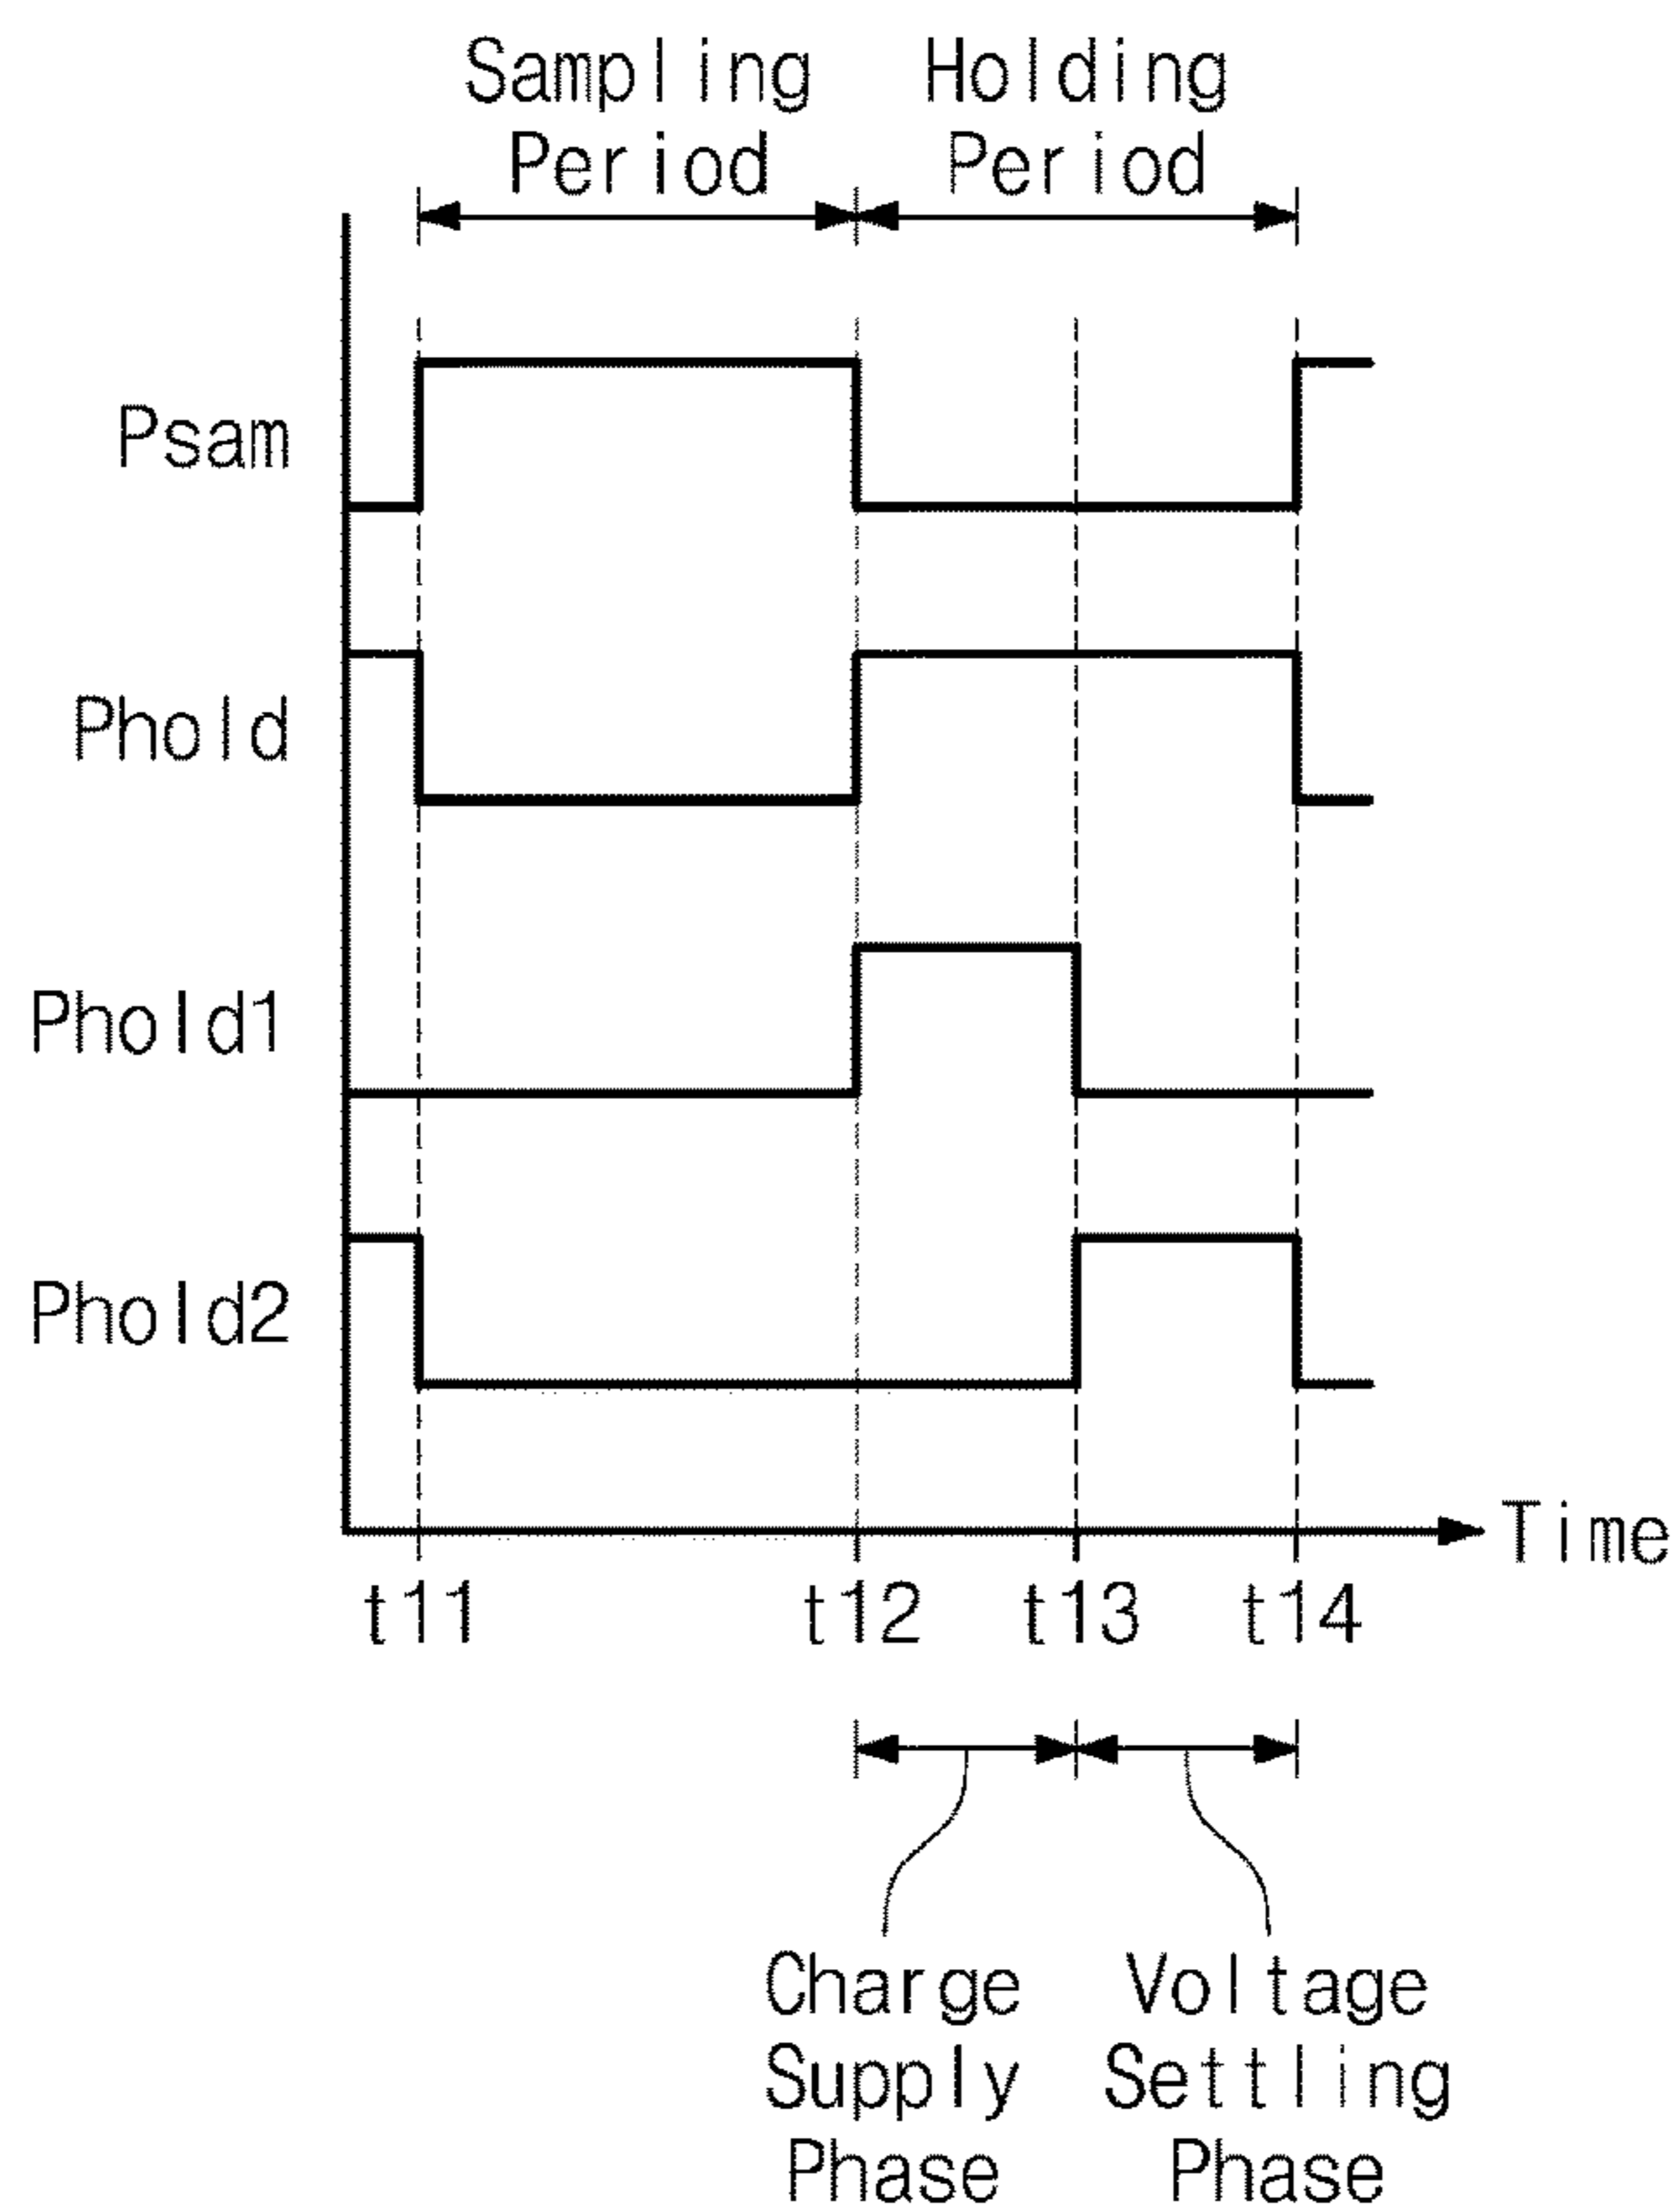 Sampling
Period
Holding
Period
Psam
Phold
Phold1
Phold2
Time
t11
t12
t13
t14
Charge
Supply
Phase
Voltage
Settling
Phase